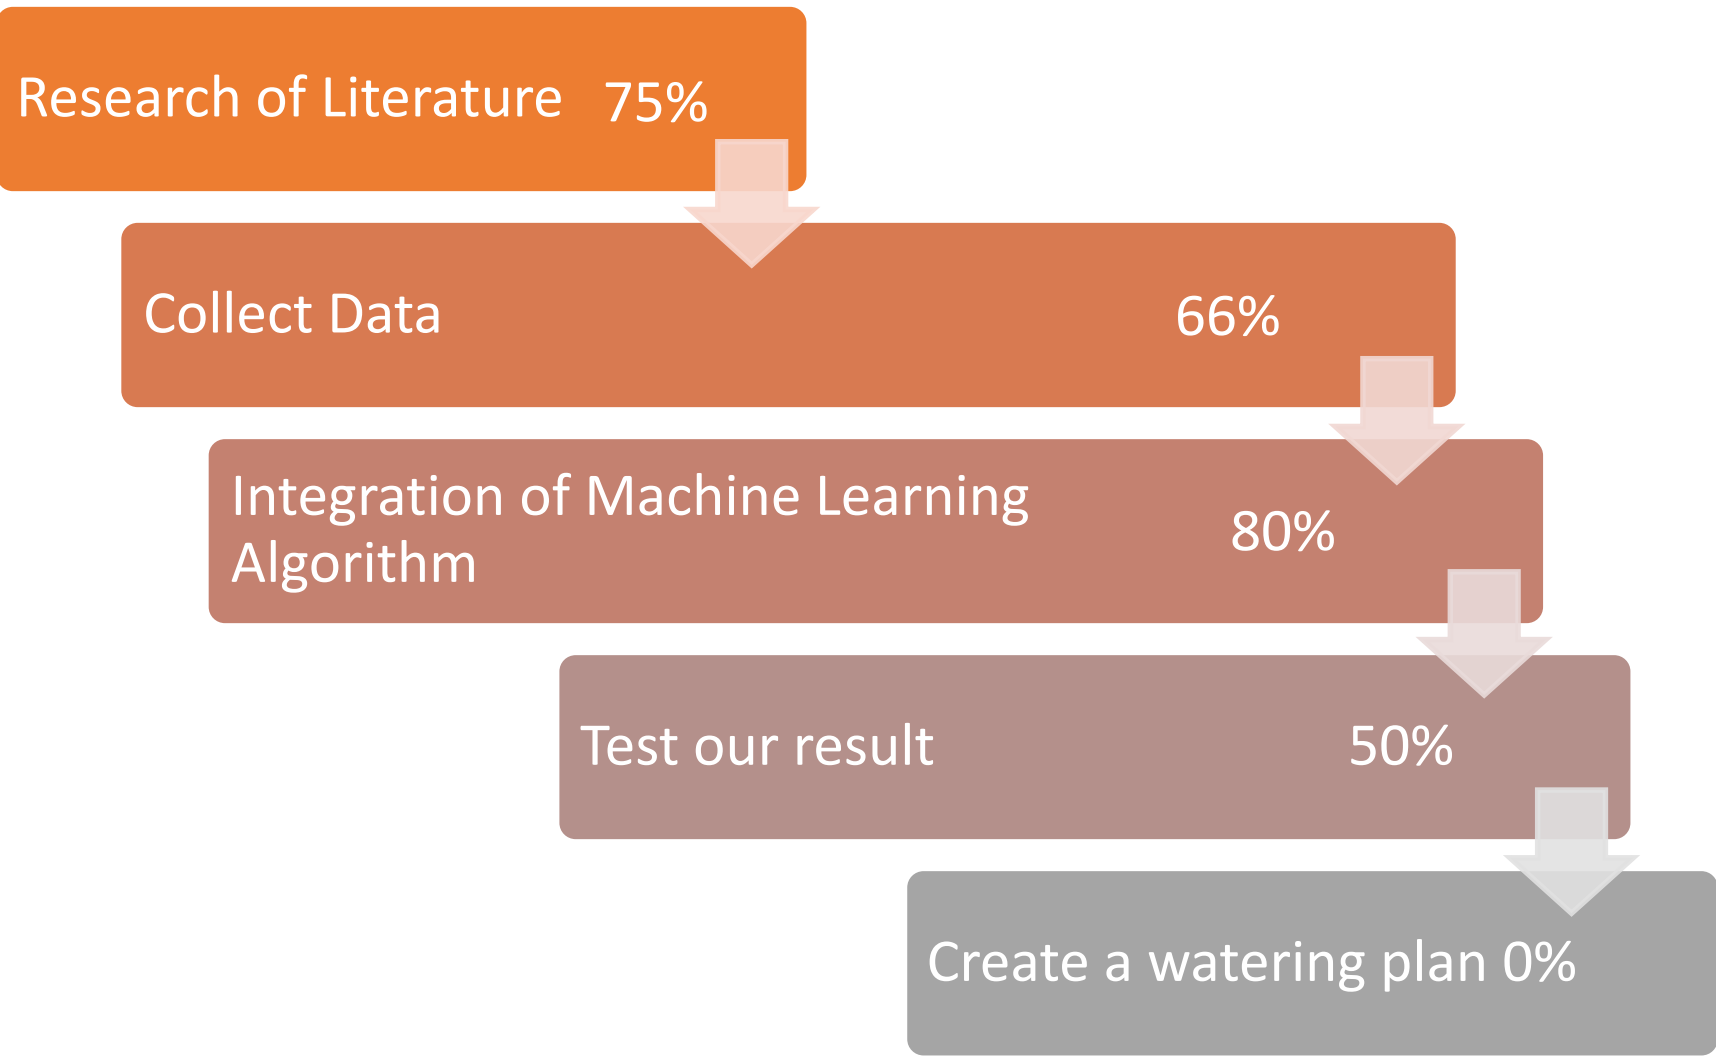 Research of Literature 75%
Collect Data 66%
Integration of Machine Learning
Algorithm
80%
Test our result 50%
Create a watering plan 0%